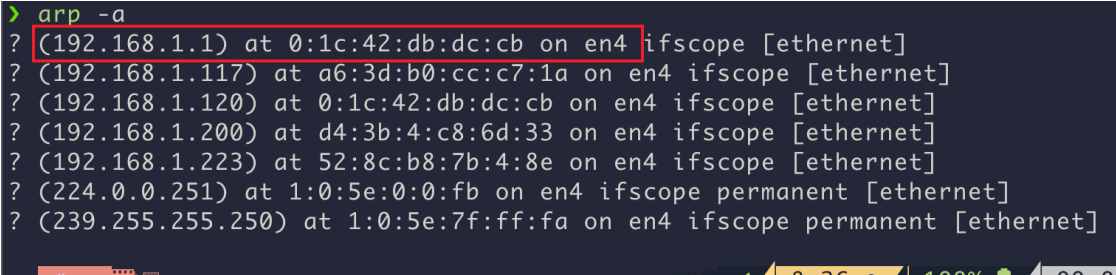 ❯ arp -a
? (192.168.1.1) at 0:1c:42:db:dc:cb on en4 ifscope [ethernet]
? (192.168.1.117) at a6:3d:b0:cc:c7:1a on en4 ifscope [ethernet]
? (192.168.1.120) at 0:1c:42:db:dc:cb on en4 ifscope [ethernet]
? (192.168.1.200) at d4:3b:4:c8:6d:33 on en4 ifscope [ethernet]
? (192.168.1.223) at 52:8c:b8:7b:4:8e on en4 ifscope [ethernet]
? (224.0.0.251) at 1:0:5e:0:0:fb on en4 ifscope permanent [ethernet]
? (239.255.255.250) at 1:0:5e:7f:ff:fa on en4 ifscope permanent [ethernet]